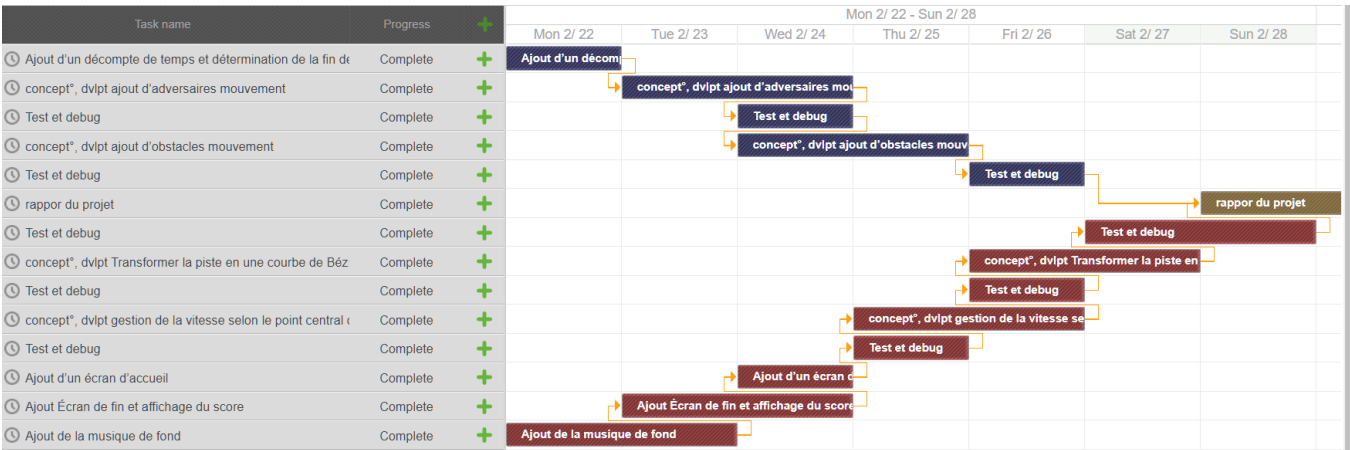 Task name Progress
Mon 2/ 22 - Sun 2/ 28
Mon 2/ 22 Tue 2/ 23 Wed 2/ 24 Thu 2/ 25 Fri 2/ 26 Sat 2/ 27 Sun 2/ 28
Ajout d'un décompte de temps et détermination de la fin de Complete Ajout d'un décom
concept°, dvlpt ajout d'adversaires mouvement Complete concept°, dvlpt ajout d'adversaires mou
Test et debug Complete Test et debug
concept°, dvlpt ajout d'obstacles mouvement Complete concept°, dvlpt ajout d'obstacles mouv
Test et debug Complete Test et debug
rappor du projet Complete rappor du projet
Test et debug Complete Test et debug
concept°, dvlpt Transformer la piste en une courbe de Béz Complete concept°, dvlpt Transformer la piste en
Test et debug Complete Test et debug
concept°, dvlpt gestion de la vitesse selon le point central Complete concept°, dvlpt gestion de la vitesse se
Test et debug Complete Test et debug
Ajout d'un écran d'accueil Complete Ajout d'un écran
Ajout Écran de fin et affichage du score Complete Ajout Écran de fin et affichage du score
Ajout de la musique de fond Complete Ajout de la musique de fond